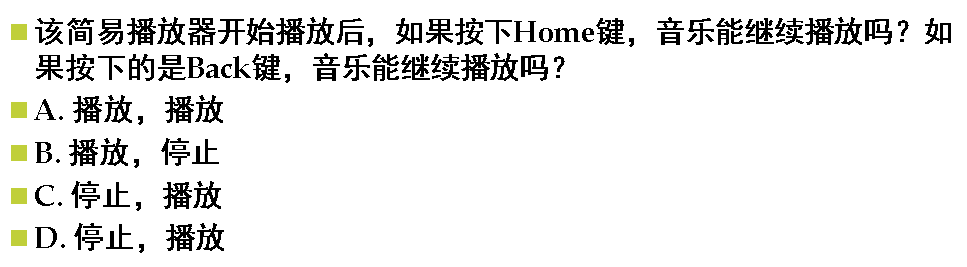 该简易播放器开始播放后，如果按下Home键，音乐能继续播放吗？如
果按下的是Back键，音乐能继续播放吗？
A. 播放，播放
B. 播放，停止
C. 停止，播放
D. 停止，播放